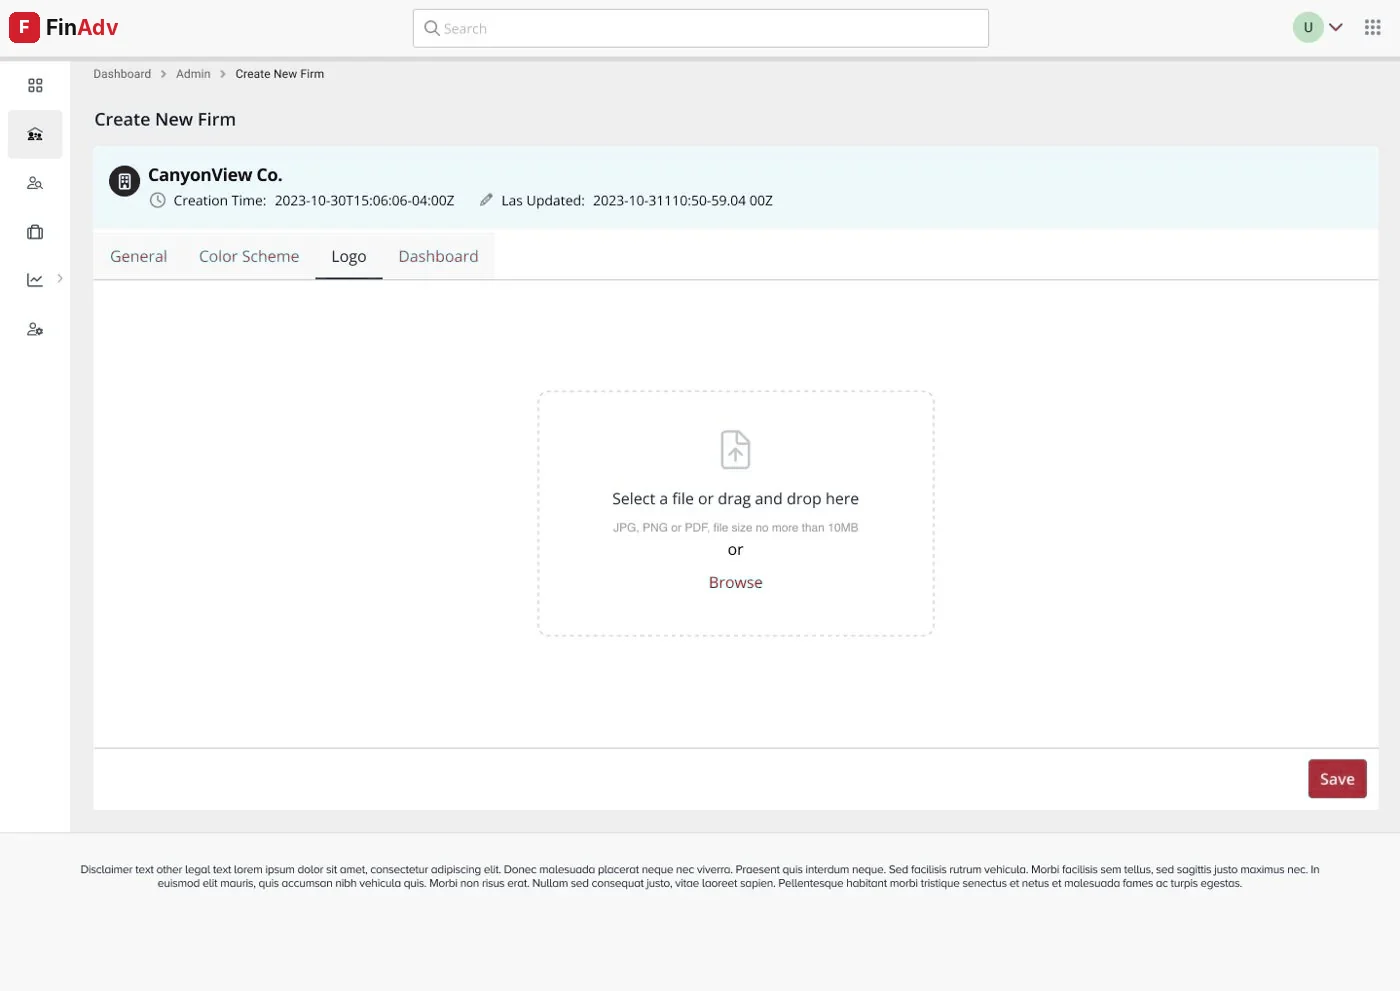 F FinAdv
Search
U
Dashboard > Admin > Create New Firm
Create New Firm
CanyonView Co.
Creation Time: 2023-10-30T15:06:06-04:00Z Las Updated: 2023-10-31110:50-59.04 00Z
General Color Scheme Logo Dashboard
Select a file or drag and drop here
JPG, PNG or PDF, file size no more than 10MB
or
Browse
Save
Disclaimer text other legal text lorem ipsum dolor sit amet, consectetur adipiscing elit. Donec malesuada placerat neque nec viverra. Praesent quis interdum neque. Sed facilisis rutrum vehicula. Morbi facilisis sem tellus, sed sagittis justo maximus nec. In
euismod elit mauris, quis accumsan nibh vehicula quis. Morbi non risus erat. Nullam sed consequat justo, vitae laoreet sapien. Pellentesque habitant morbi tristique senectus et netus et malesuada fames ac turpis egestas.